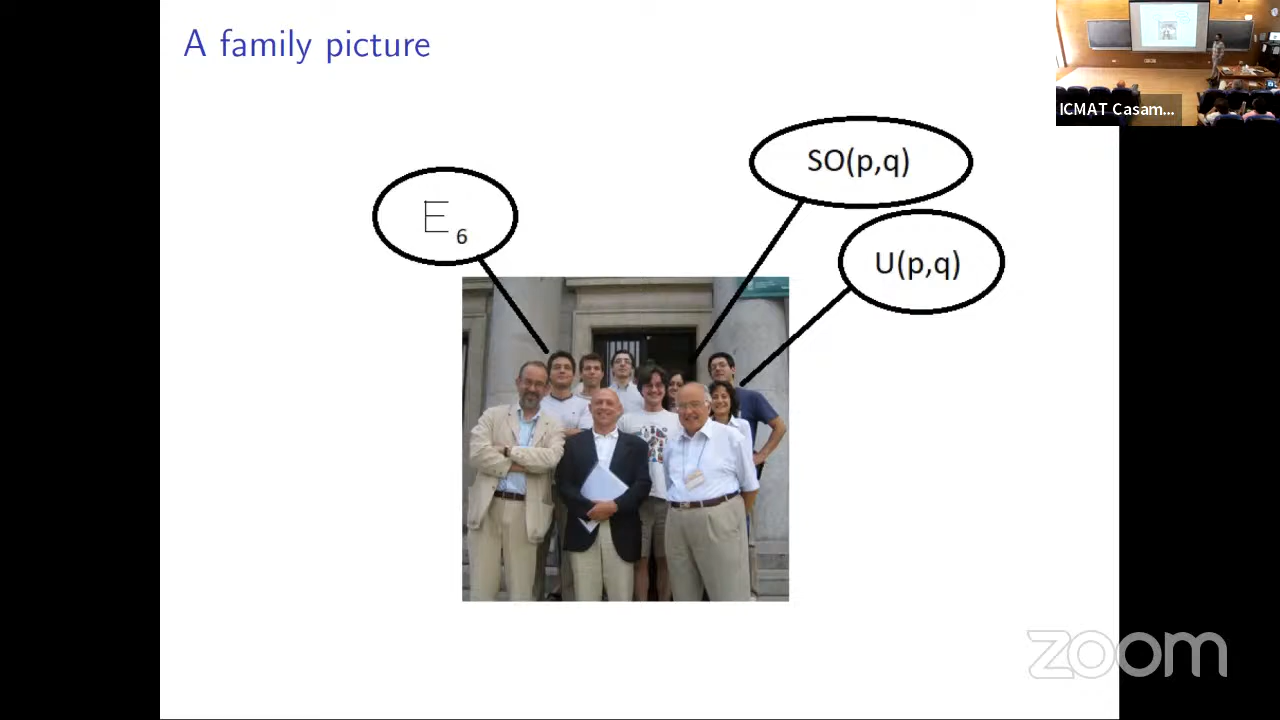 A family picture
ICMAT Casam...
SO(p,q)
E6
U(p,q)
zoom